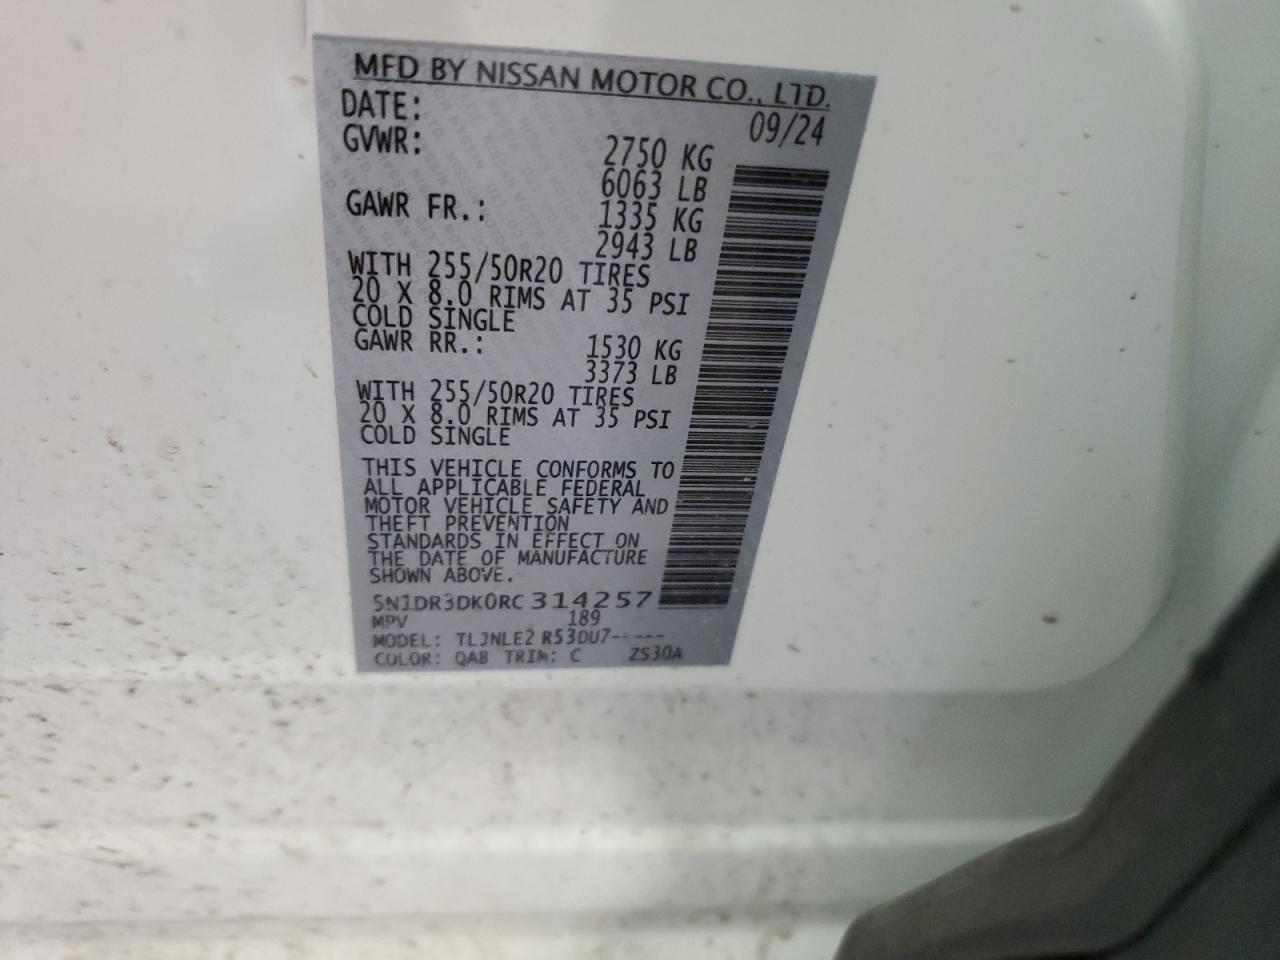 MFD BY NISSAN MOTOR CO., LTD.
DATE: 09/24
GVWR: 2750 KG
6063 LB
GAWR FR.: 1335 KG
2943 LB
WITH 255/50R20 TIRES
20 X 8.0 RIMS AT 35 PSI
COLD SINGLE
GAWR RR.: 1530 KG
3373 LB
WITH 255/50R20 TIRES
20 X 8.0 RIMS AT 35 PSI
COLD SINGLE
THIS VEHICLE CONFORMS TO
ALL APPLICABLE FEDERAL
MOTOR VEHICLE SAFETY AND
THEFT PREVENTION
STANDARDS IN EFFECT ON
THE DATE OF MANUFACTURE
SHOWN ABOVE.
5N1DR3DK0RC314257
MPV 189
MODEL: TLJNLE2 R53DU7-----
COLOR: QAB TRIM: C ZS30A